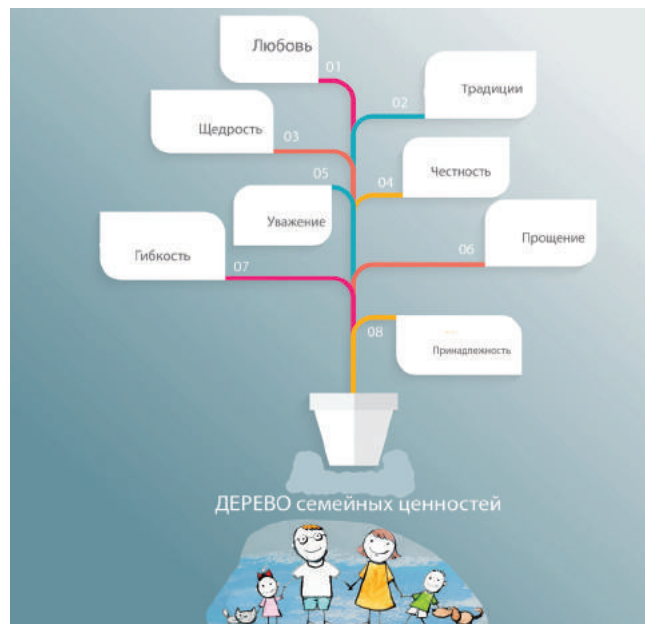 Любовь
01
Традиции
02
Щедрость
03
Честность
04
05
Уважение
Прощение
06
Гибкость
07
08
Принадлежность
ДЕРЕВО семейных ценностей